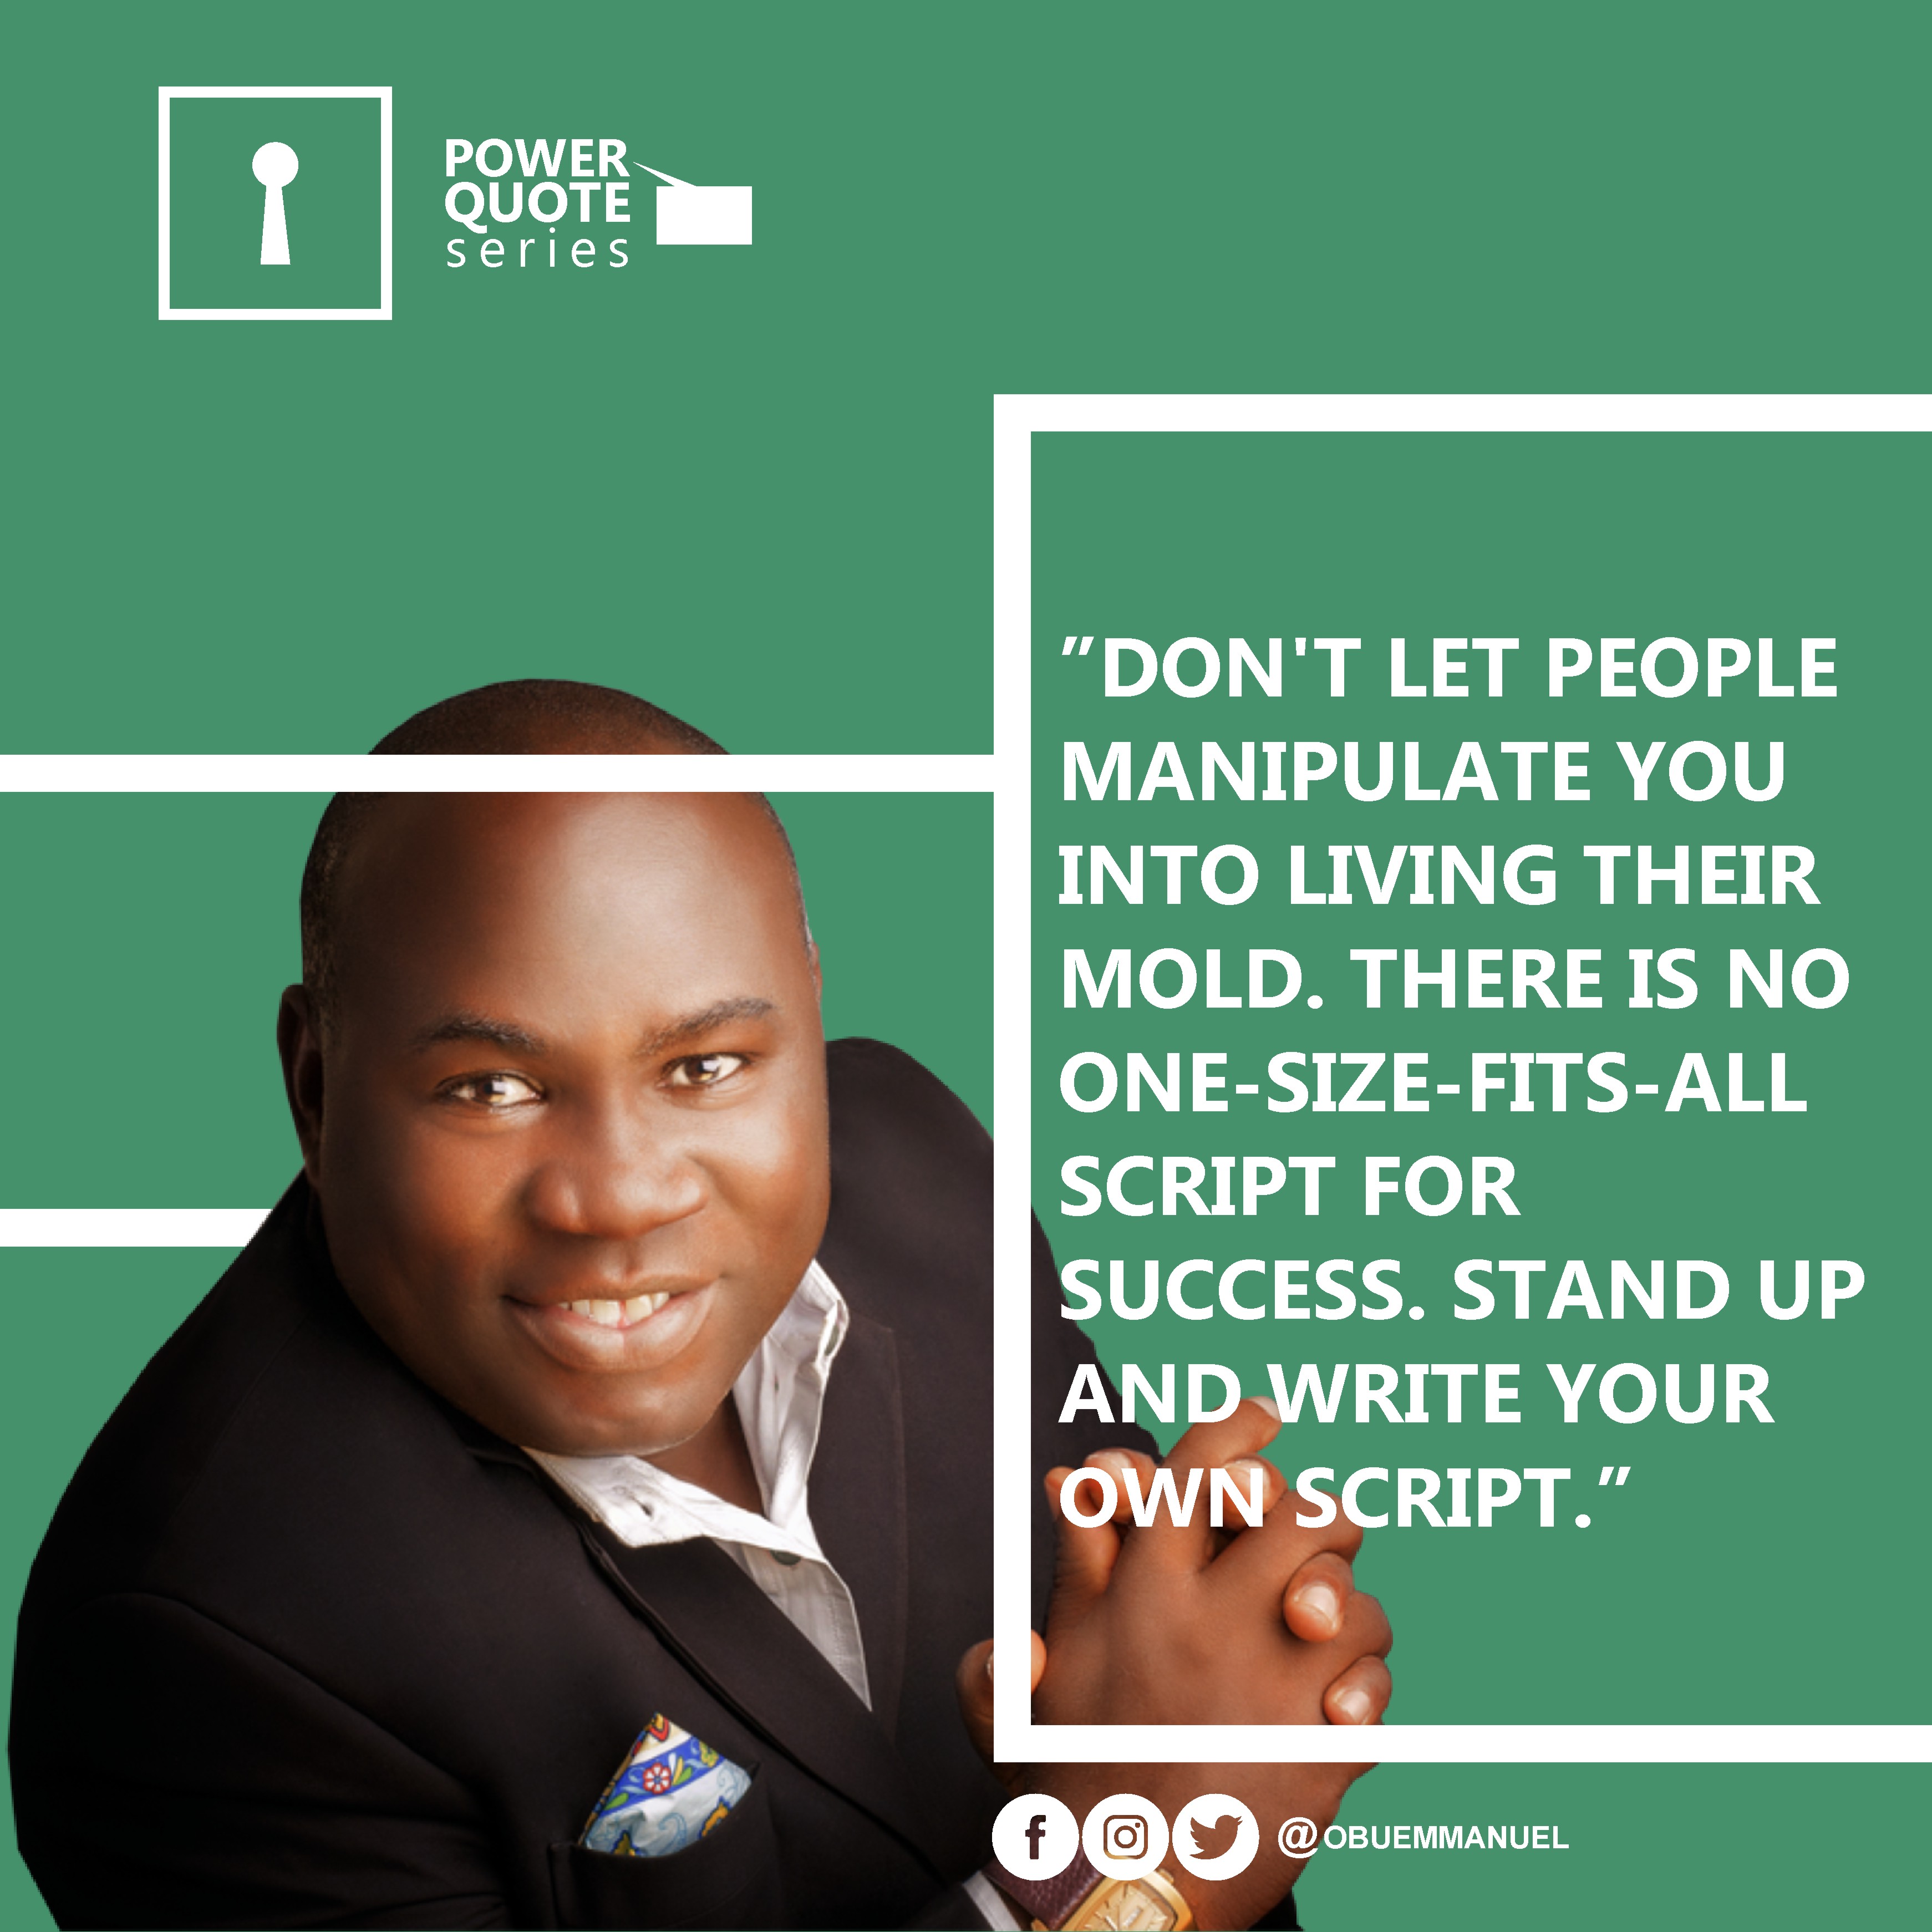 POWER
QUOTE
series
”DON'T LET PEOPLE
MANIPULATE YOU
INTO LIVING THEIR
MOLD. THERE IS NO
ONE-SIZE-FITS-ALL
SCRIPT FOR
SUCCESS. STAND UP
AND WRITE YOUR
OWN SCRIPT.”
@OBUEMMANUEL